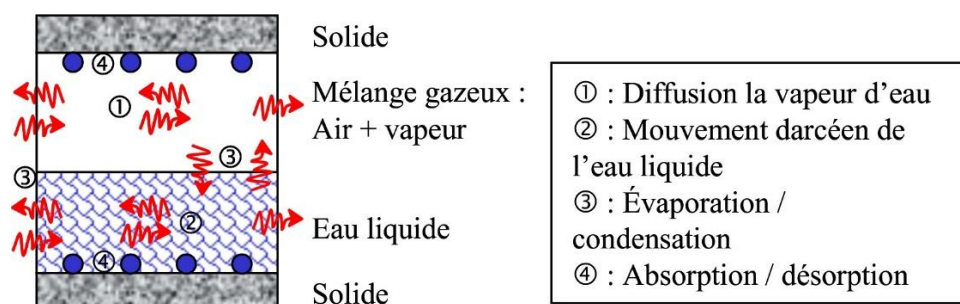 Solide
④
①
Mélange gazeux :
Air + vapeur
③
③
②
Eau liquide
④
Solide
① : Diffusion la vapeur d'eau
② : Mouvement darcéen de
l'eau liquide
③ : Évaporation /
condensation
④ : Absorption / désorption